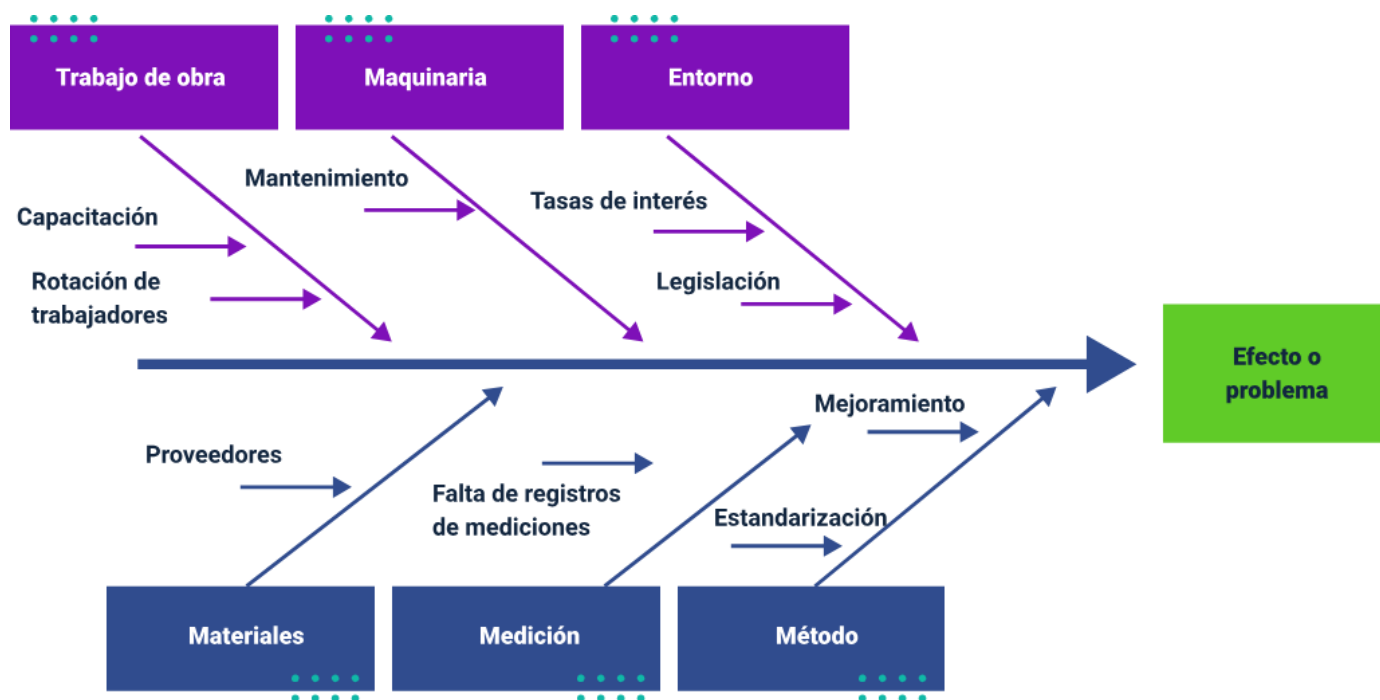 Trabajo de obra
Maquinaria
Entorno
Mantenimiento
Tasas de interés
Capacitación
Rotación de
trabajadores
Legislación
Efecto o
problema
Mejoramiento
Proveedores
Falta de registros
de mediciones
Estandarización
Materiales
Medición
Método